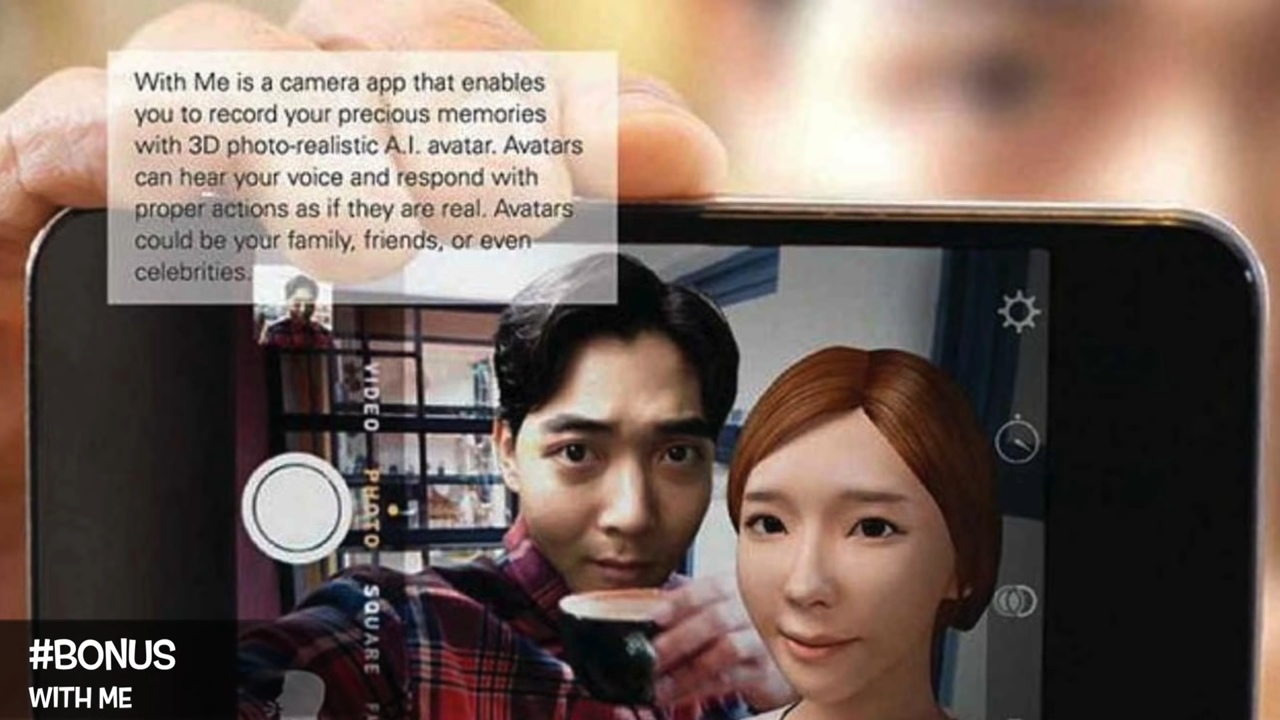 With Me is a camera app that enables
you to record your precious memories
with 3D photo-realistic A.I. avatar. Avatars
can hear your voice and respond with
proper actions as if they are real. Avatars
could be your family, friends, or even
celebrities.
VIDEO
PHOTO
SQUARE
#BONUS
WITH ME